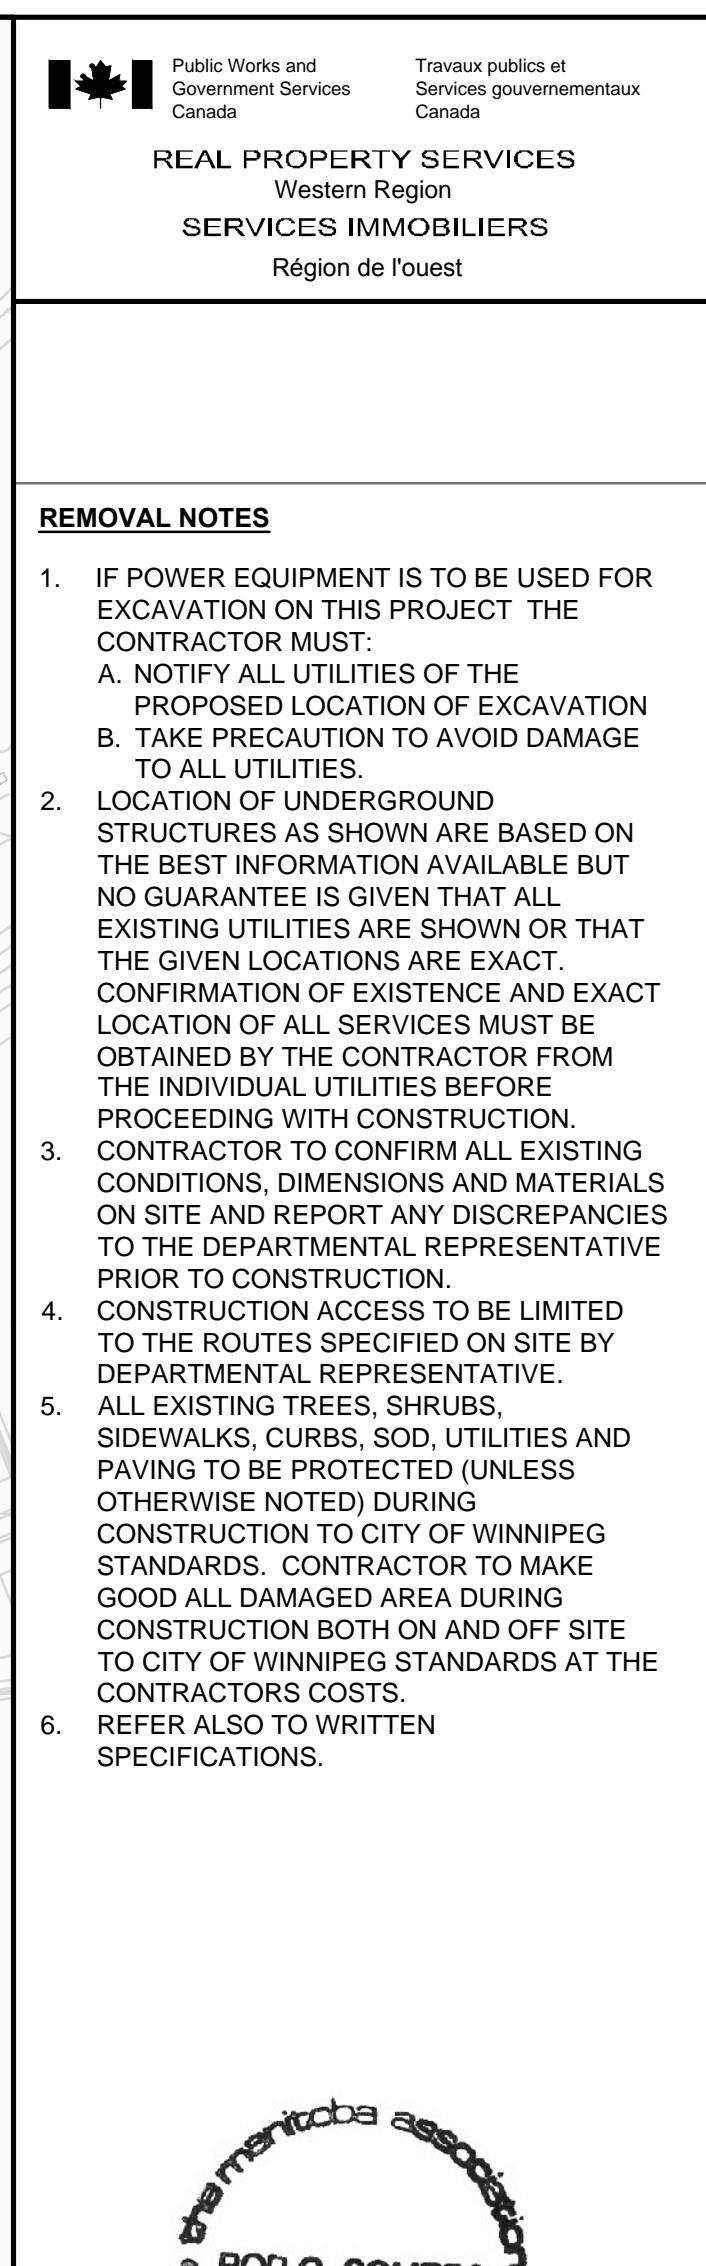 Public Works and
Government Services
Canada
Travaux publics et
Services gouvernementaux
Canada
REAL PROPERTY SERVICES
Western Region
SERVICES IMMOBILIERS
Région de l'ouest
REMOVAL NOTES
1. IF POWER EQUIPMENT IS TO BE USED FOR
EXCAVATION ON THIS PROJECT THE
CONTRACTOR MUST:
A. NOTIFY ALL UTILITIES OF THE
PROPOSED LOCATION OF EXCAVATION
B. TAKE PRECAUTION TO AVOID DAMAGE
TO ALL UTILITIES.
2. LOCATION OF UNDERGROUND
STRUCTURES AS SHOWN ARE BASED ON
THE BEST INFORMATION AVAILABLE BUT
NO GUARANTEE IS GIVEN THAT ALL
EXISTING UTILITIES ARE SHOWN OR THAT
THE GIVEN LOCATIONS ARE EXACT.
CONFIRMATION OF EXISTENCE AND EXACT
LOCATION OF ALL SERVICES MUST BE
OBTAINED BY THE CONTRACTOR FROM
THE INDIVIDUAL UTILITIES BEFORE
PROCEEDING WITH CONSTRUCTION.
3. CONTRACTOR TO CONFIRM ALL EXISTING
CONDITIONS, DIMENSIONS AND MATERIALS
ON SITE AND REPORT ANY DISCREPANCIES
TO THE DEPARTMENTAL REPRESENTATIVE
PRIOR TO CONSTRUCTION.
4. CONSTRUCTION ACCESS TO BE LIMITED
TO THE ROUTES SPECIFIED ON SITE BY
DEPARTMENTAL REPRESENTATIVE.
5. ALL EXISTING TREES, SHRUBS,
SIDEWALKS, CURBS, SOD, UTILITIES AND
PAVING TO BE PROTECTED (UNLESS
OTHERWISE NOTED) DURING
CONSTRUCTION TO CITY OF WINNIPEG
STANDARDS. CONTRACTOR TO MAKE
GOOD ALL DAMAGED AREA DURING
CONSTRUCTION BOTH ON AND OFF SITE
TO CITY OF WINNIPEG STANDARDS AT THE
CONTRACTORS COSTS.
6. REFER ALSO TO WRITTEN
SPECIFICATIONS.
the manitoba association